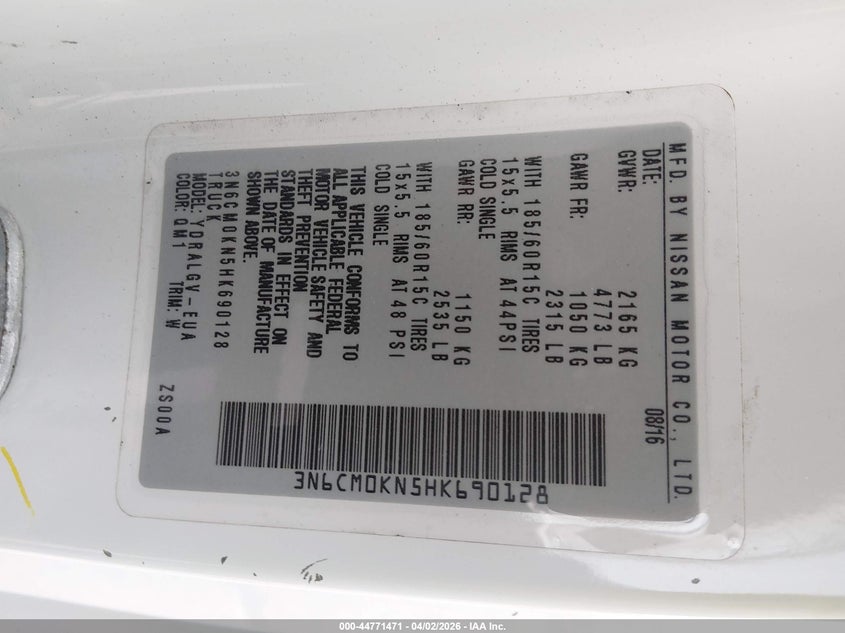 MFD. BY NISSAN MOTOR CO., LTD.
DATE: 08/16
GVWR: 2165 KG
4773 LB
GAWR FR: 1050 KG
2315 LB
WITH 185/60R15C TIRES
15x5.5 RIMS AT 44PSI
COLD SINGLE
GAWR RR: 1150 KG
2535 LB
WITH 185/60R15C TIRES
15x5.5 RIMS AT 48 PSI
COLD SINGLE
THIS VEHICLE CONFORMS TO
ALL APPLICABLE FEDERAL
MOTOR VEHICLE SAFETY AND
THEFT PREVENTION
STANDARDS IN EFFECT ON
THE DATE OF MANUFACTURE
SHOWN ABOVE.
3N6CM0KN5HK690128
TRUCK
MODEL: YDRALGV-EUA
COLOR: QM1 TRIM: W
ZS00A
3N6CM0KN5HK690128
000-44771471 | 04/02/2026 - IAA Inc.